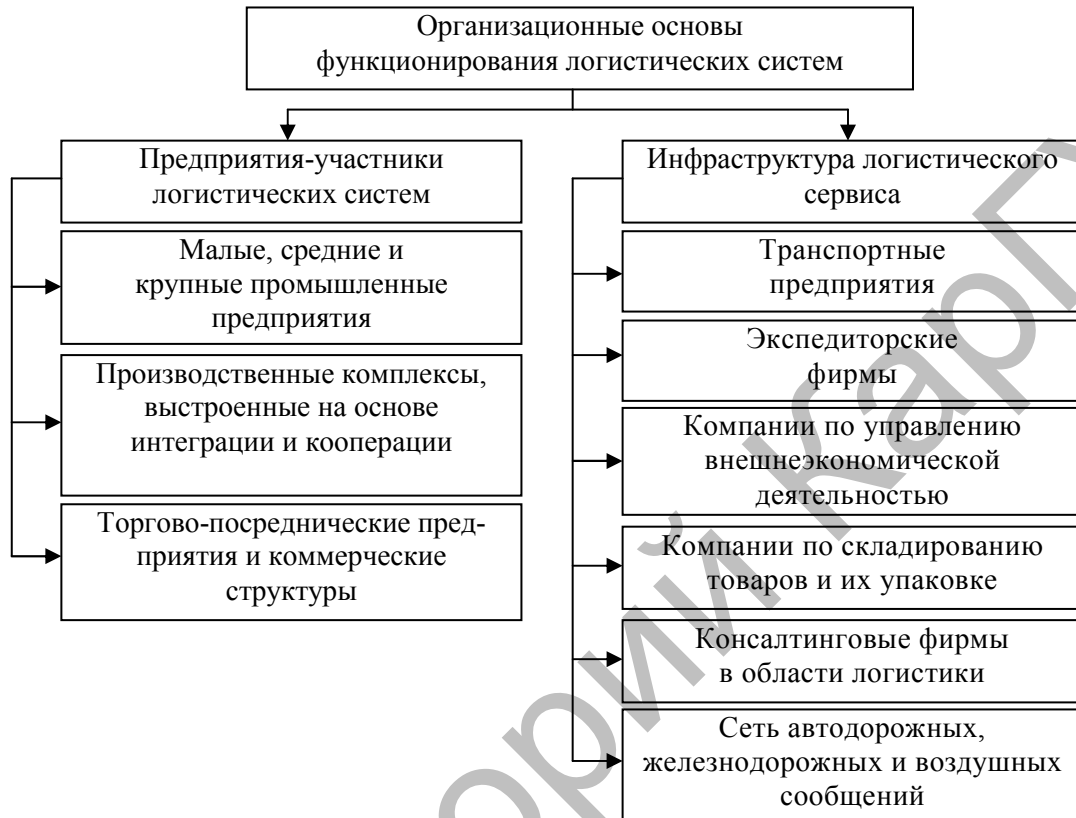 Организационные основы
функционирования логистических систем
Предприятия-участники
логистических систем
Малые, средние и
крупные промышленные
предприятия
Производственные комплексы,
выстроенные на основе
интеграции и кооперации
Торгово-посреднические пред-
приятия и коммерческие
структуры
Инфраструктура логистического
сервиса
Транспортные
предприятия
Экспедиторские
фирмы
Компании по управлению
внешнеэкономической
деятельностью
Компании по складированию
товаров и их упаковке
Консалтинговые фирмы
в области логистики
Сеть автодорожных,
железнодорожных и воздушных
сообщений